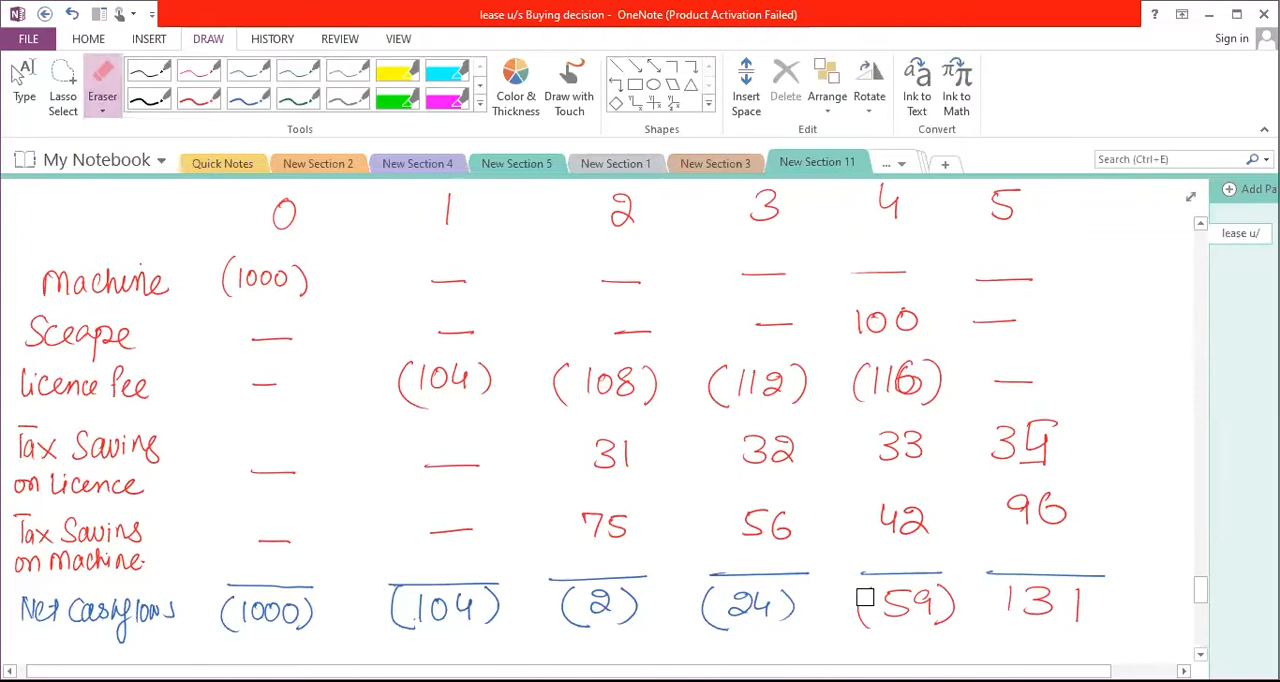 lease u/s Buying decision - OneNote (Product Activation Failed)
?
FILE HOME INSERT DRAW HISTORY REVIEW VIEW
Sign in
Type Lasso Select Eraser
Color & Thickness Draw with Touch
Insert Space Delete Arrange Rotate
Ink to Text Ink to Math
Tools Shapes Edit Convert
My Notebook Quick Notes New Section 2 New Section 4 New Section 5 New Section 1 New Section 3 New Section 11 ... Search (Ctrl+E)
Add Pa
lease u/
0 1 2 3 4 5
Machine (1000) — — — — —
Scrape — — — — 100 —
Licence fee — (104) (108) (112) (116) —
Tax Saving on Licence — — 31 32 33 34
Tax Saving on Machine — — 75 56 42 96
Net Cashflows (1000) (104) (2) (24) (59) 131